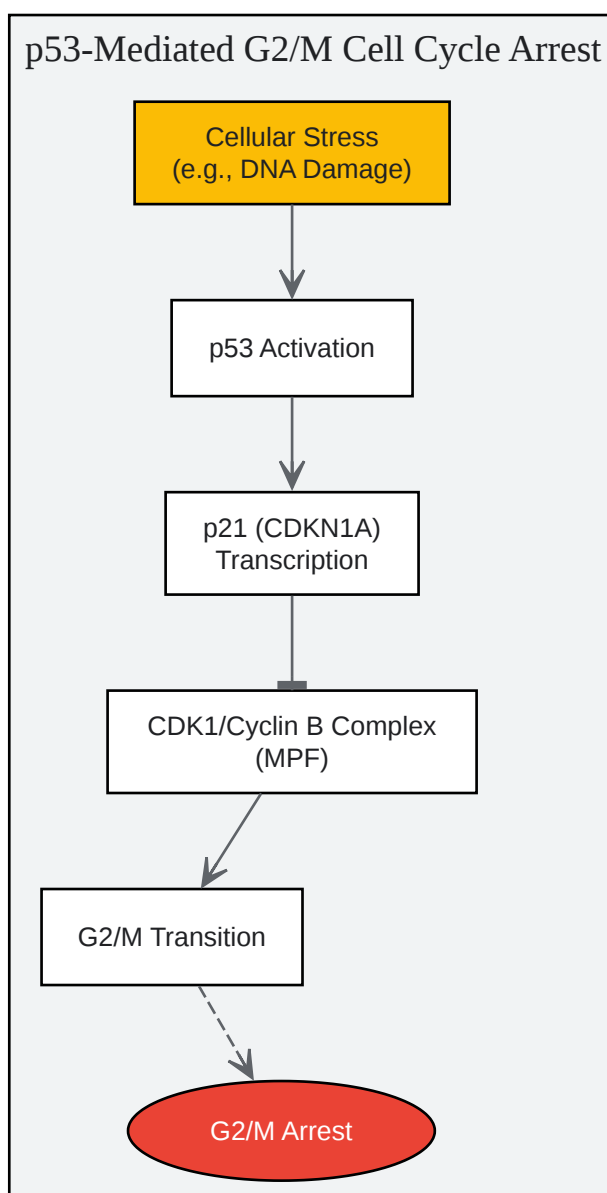 p53-Mediated G2/M Cell Cycle Arrest
Cellular Stress
(e.g., DNA Damage)
p53 Activation
p21 (CDKN1A)
Transcription
CDK1/Cyclin B Complex
(MPF)
G2/M Transition
G2/M Arrest